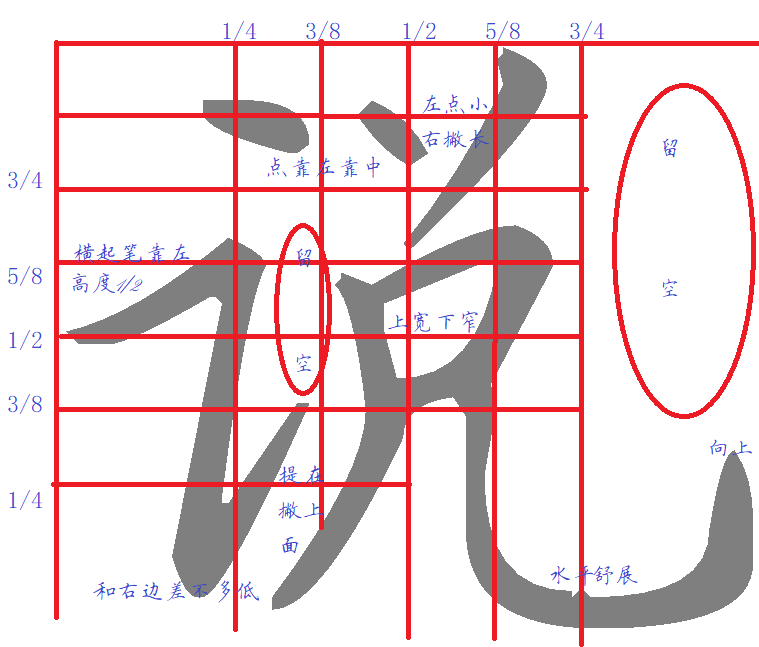 1/4 3/8 1/2 5/8 3/4
左点小
右撇长
点靠左靠中
3/4
横起笔靠左
高度1/2
5/8
留
空
留
空
上宽下窄
1/2
3/8
1/4
向上
提在
撇上
面
和右边差不多低
水平舒展
说